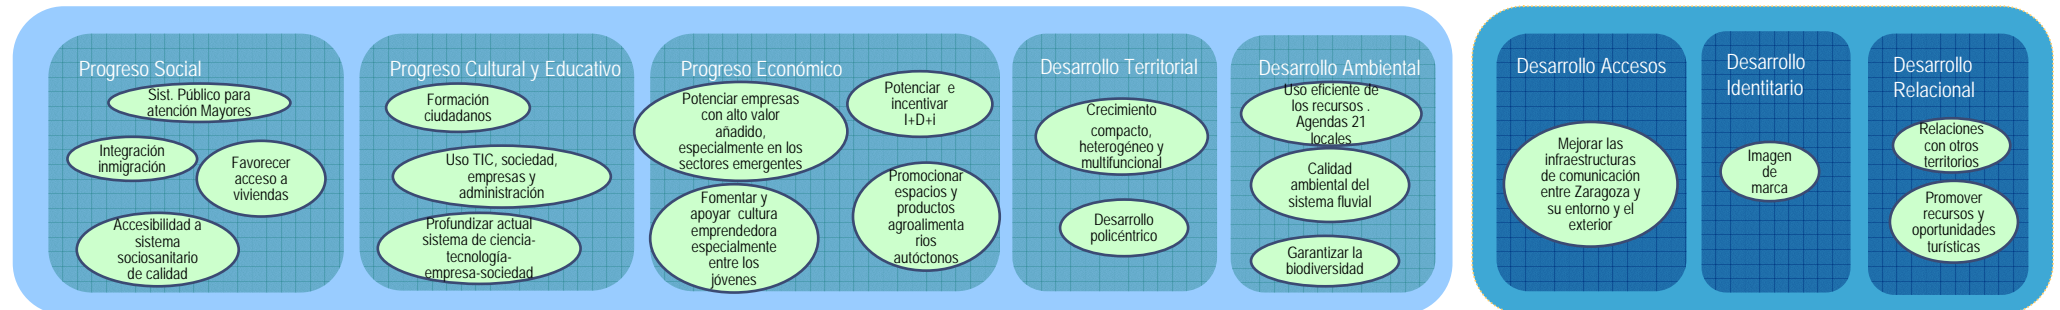 Progreso Social
Sist. Público para
atención Mayores
Integración
inmigración
Favorecer
acceso a
viviendas
Accesibilidad a
sistema
sociosanitario
de calidad
Progreso Cultural y Educativo
Formación
ciudadanos
Uso TIC, sociedad,
empresas y
administración
Profundizar actual
sistema de ciencia-
tecnología-
empresa-sociedad
Progreso Económico
Potenciar empresas
con alto valor
añadido,
especialmente en los
sectores emergentes
Potenciar e
incentivar
I+D+i
Fomentar y
apoyar cultura
emprendedora
especialmente
entre los
jóvenes
Promocionar
espacios y
productos
agroalimenta
rios
autóctonos
Desarrollo Territorial
Crecimiento
compacto,
heterogéneo y
multifuncional
Desarrollo
policéntrico
Desarrollo Ambiental
Uso eficiente de
los recursos .
Agendas 21
locales
Calidad
ambiental del
sistema fluvial
Garantizar la
biodiversidad
Desarrollo Accesos
Mejorar las
infraestructuras
de comunicación
entre Zaragoza y
su entorno y el
exterior
Desarrollo
Identitario
Imagen
de
marca
Desarrollo
Relacional
Relaciones
con otros
territorios
Promover
recursos y
oportunidades
turísticas